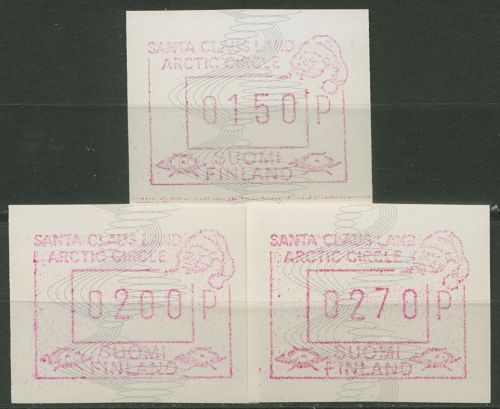 SANTA CLAUS LAND
ARCTIC CIRCLE
0150 P
SUOMI
FINLAND
SANTA CLAUS LAND
ARCTIC CIRCLE
0200 P
SUOMI
FINLAND
SANTA CLAUS LAND
ARCTIC CIRCLE
0270 P
SUOMI
FINLAND